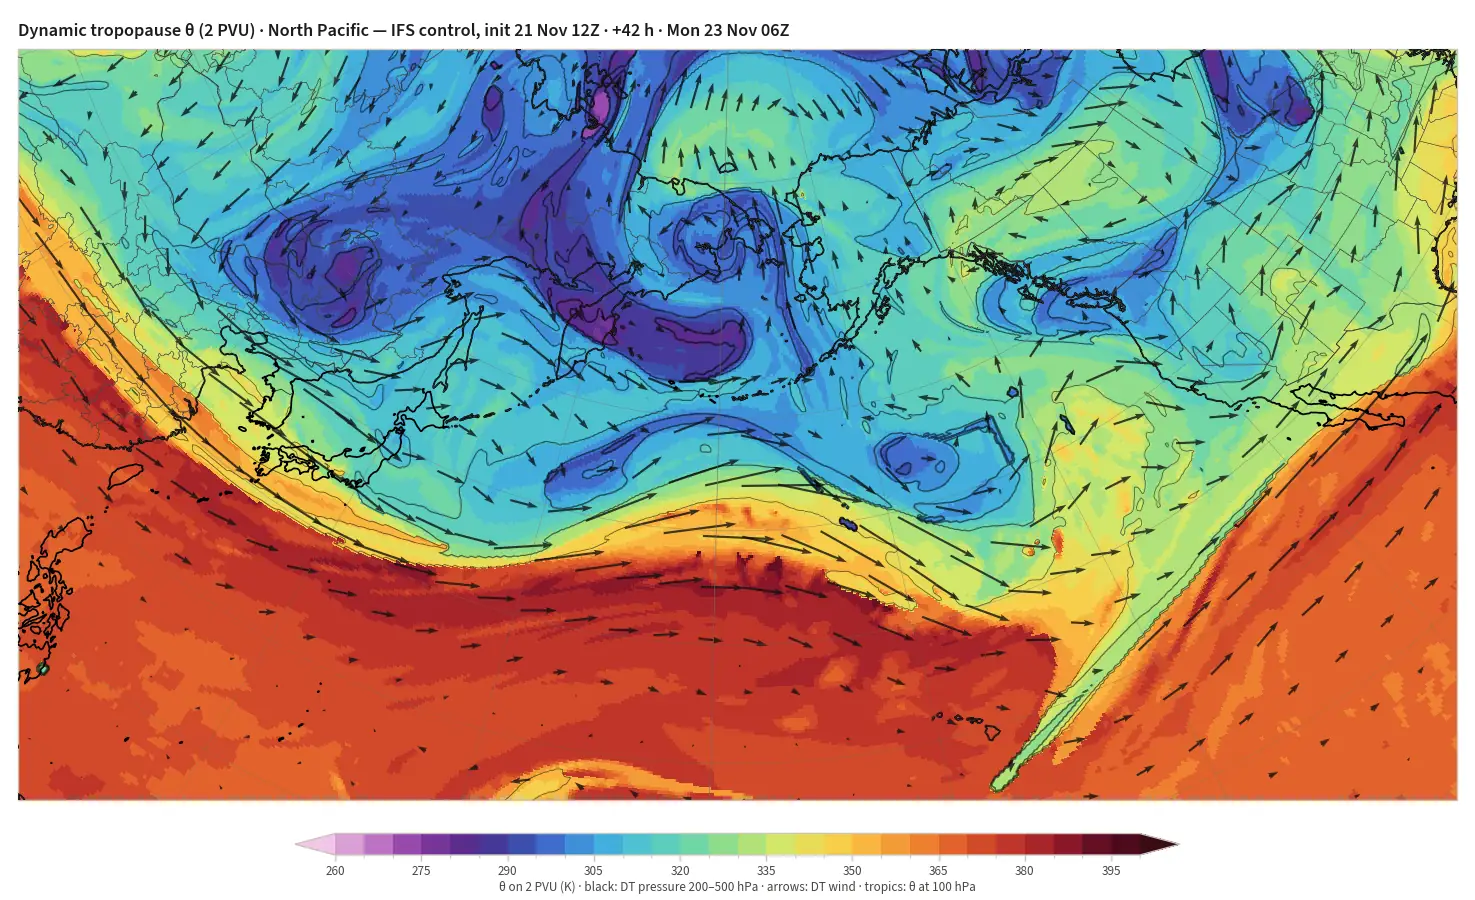 Dynamic tropopause θ (2 PVU) · North Pacific — IFS control, init 21 Nov 12Z · +42 h · Mon 23 Nov 06Z
260 275 290 305 320 335 350 365 380 395
θ on 2 PVU (K) · black: DT pressure 200–500 hPa · arrows: DT wind · tropics: θ at 100 hPa